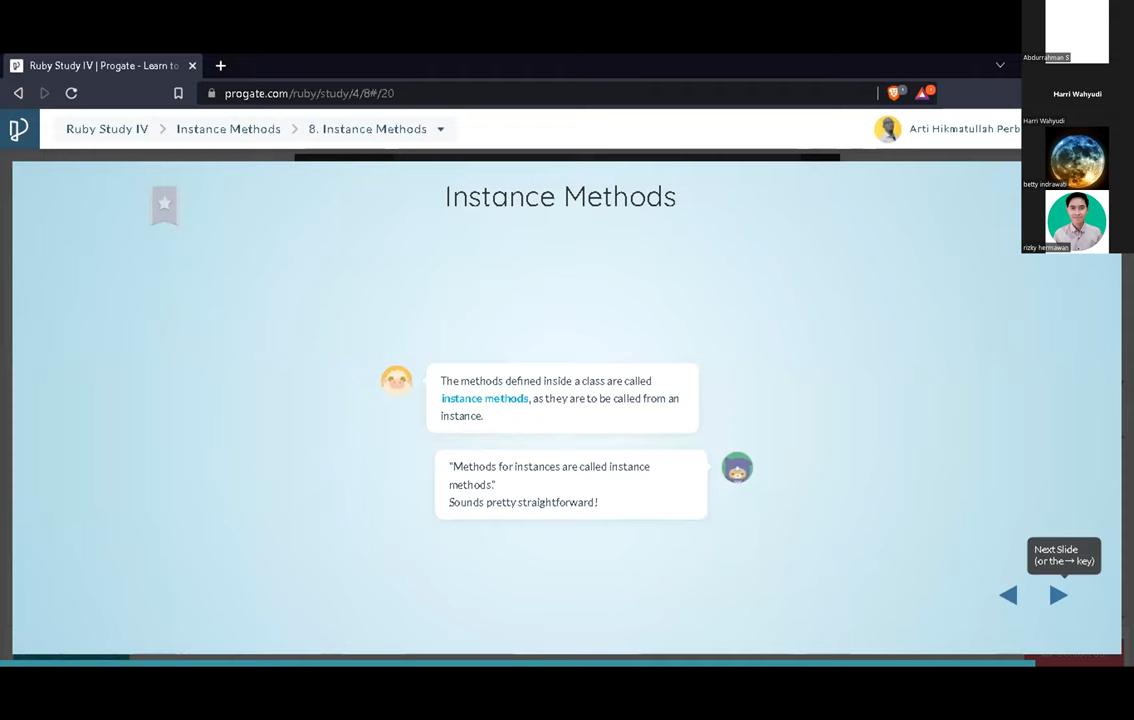 Abdurrahman S
Ruby Study IV | Progate - Learn to
progate.com/ruby/study/4/8#/20
Harri Wahyudi
Harri Wahyudi
Ruby Study IV
Instance Methods
8. Instance Methods
Arti Hikmatullah Perb
betty indrawati
rizky hermawan
Instance Methods
The methods defined inside a class are called
instance methods, as they are to be called from an
instance.
"Methods for instances are called instance
methods."
Sounds pretty straightforward!
Next Slide
(or the → key)